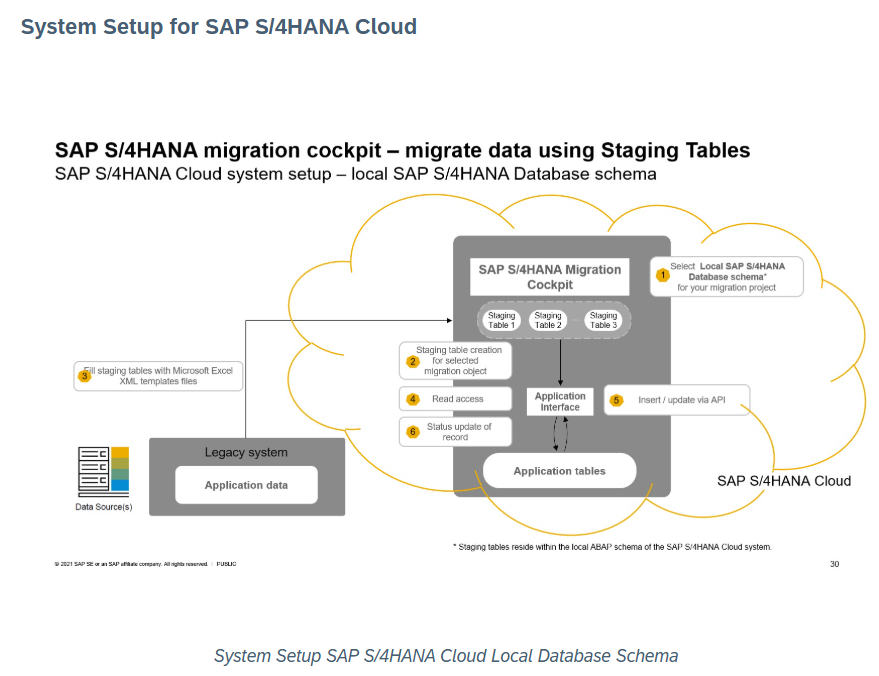 System Setup for SAP S/4HANA Cloud
SAP S/4HANA migration cockpit – migrate data using Staging Tables
SAP S/4HANA Cloud system setup – local SAP S/4HANA Database schema
SAP S/4HANA Migration
Cockpit
1
Select Local SAP S/4HANA
Database schema*
for your migration project
Staging
Table 1
Staging
Table 2
Staging
Table 3
2
Staging table creation
for selected
migration object
3
Fill staging tables with Microsoft Excel
XML templates files
4
Read access
Application
Interface
5
Insert / update via API
6
Status update of
record
Legacy system
Application data
Data Source(s)
Application tables
SAP S/4HANA Cloud
* Staging tables reside within the local ABAP schema of the SAP S/4HANA Cloud system.
© 2021 SAP SE or an SAP affiliate company. All rights reserved. | PUBLIC
30
System Setup SAP S/4HANA Cloud Local Database Schema